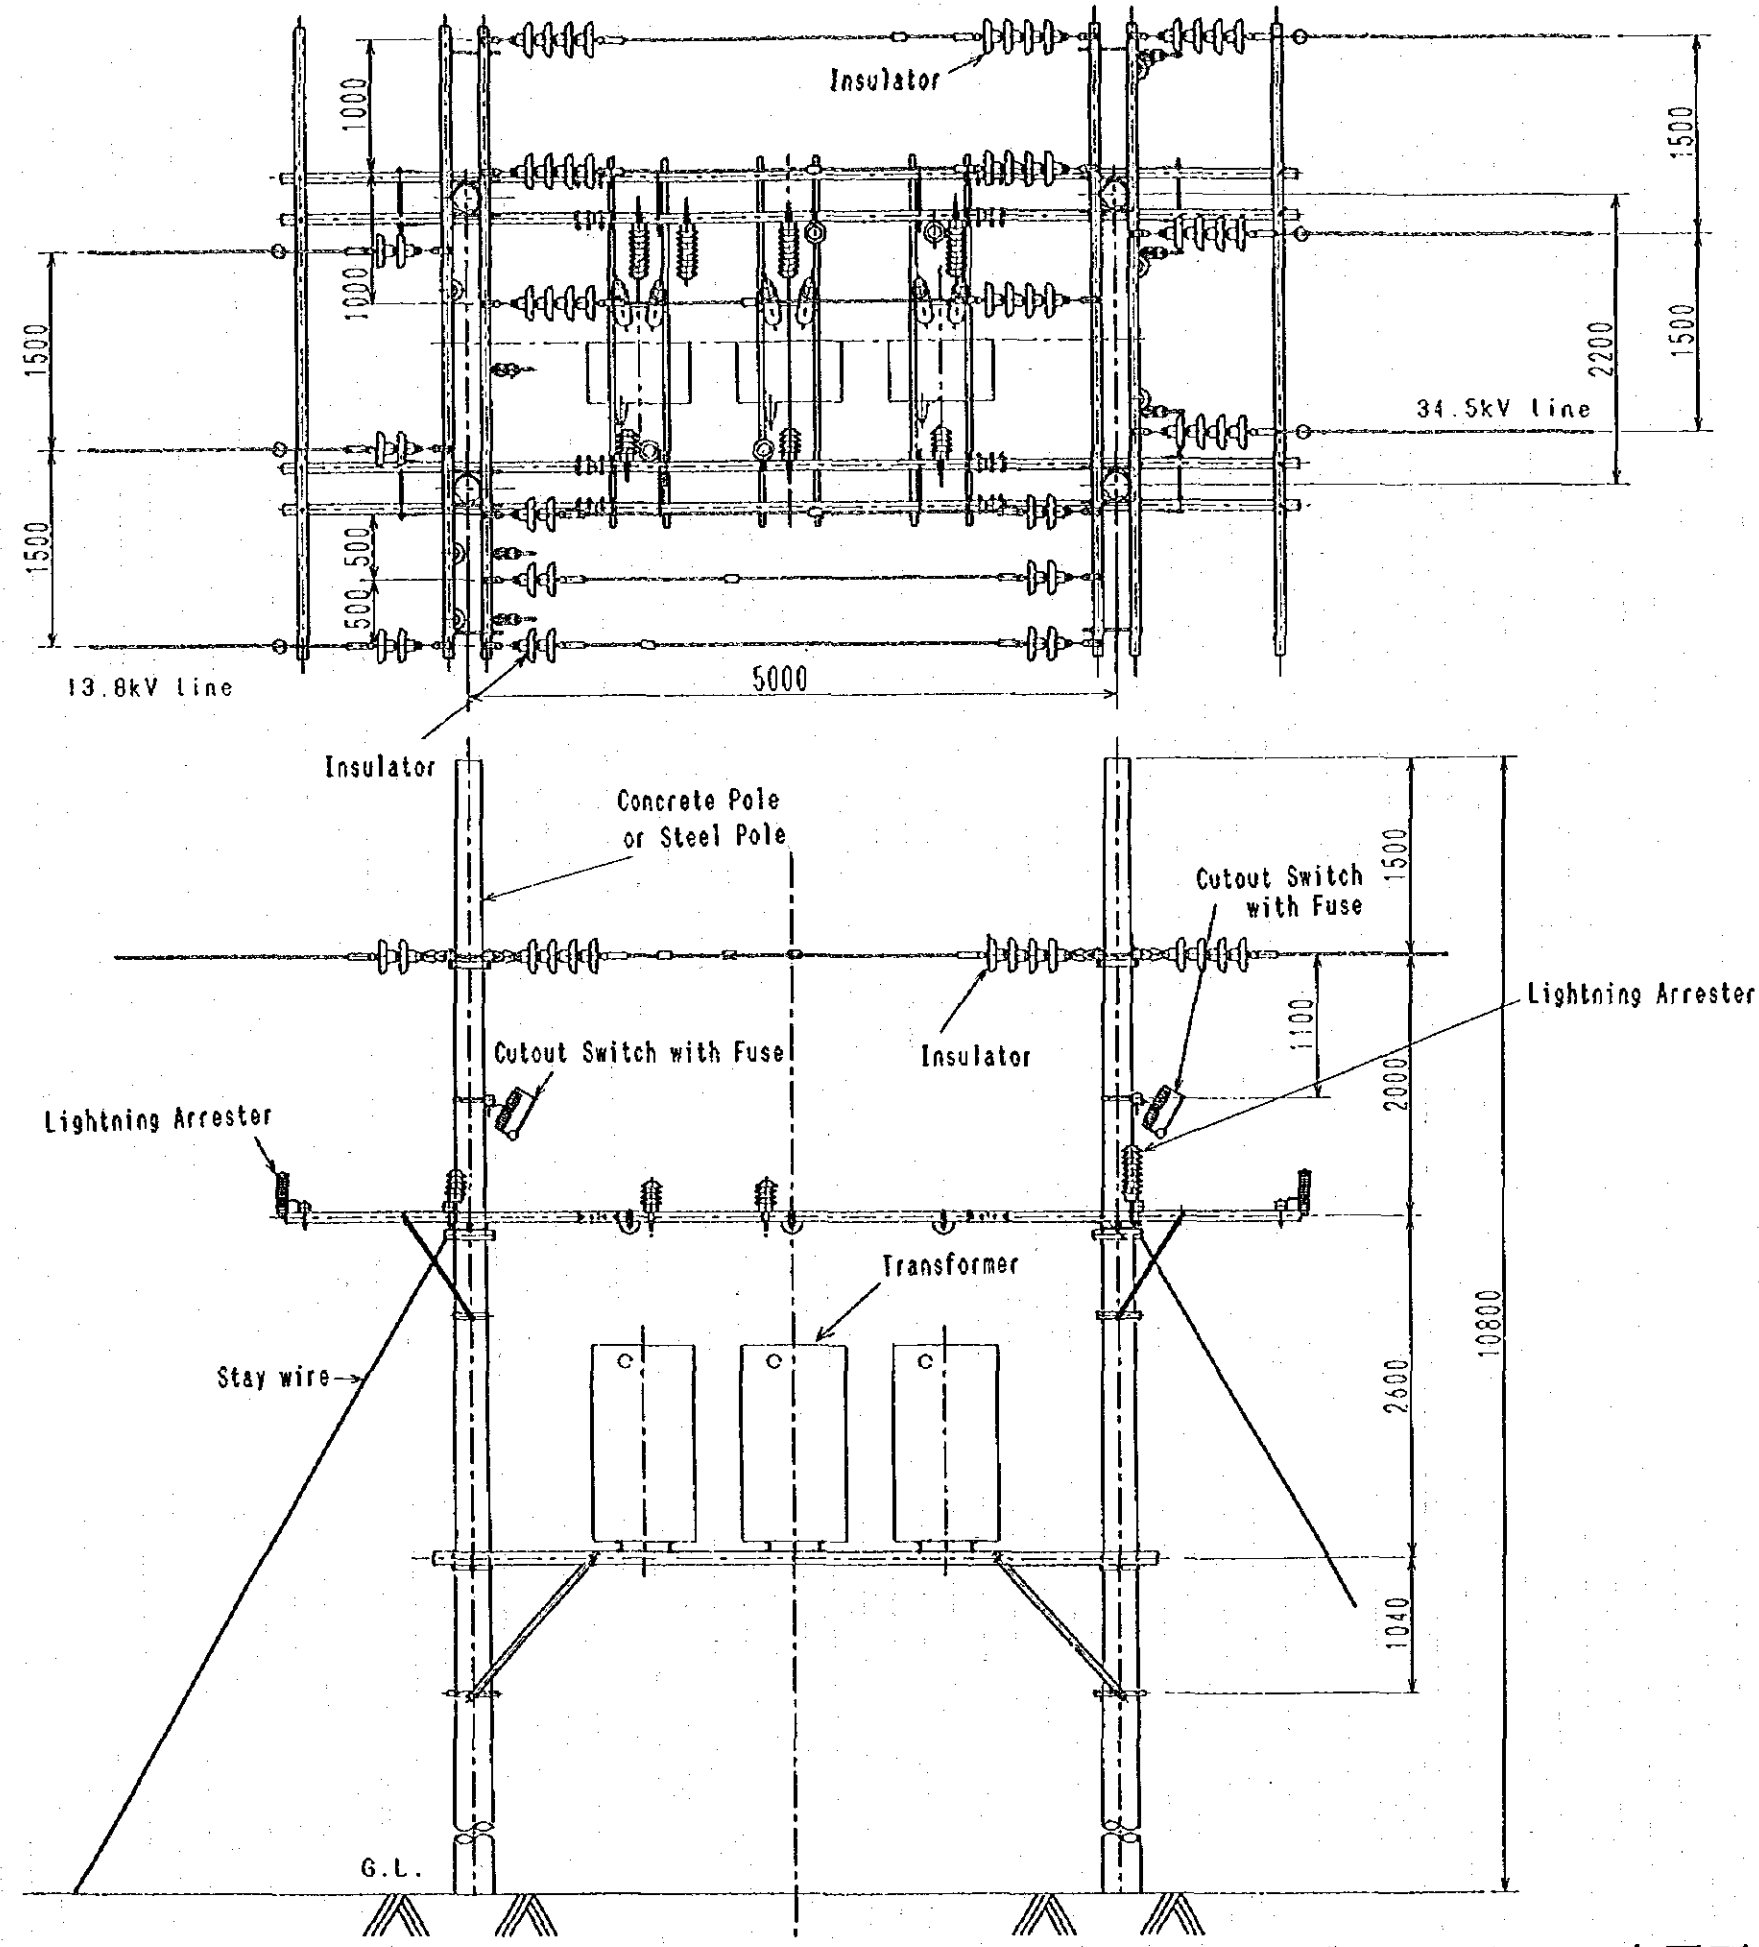 Insulator
1000
1500
1000
1500
2200
1500
34.5kV line
1500
500
500
13.8kV line
5000
Insulator
Concrete Pole
or Steel Pole
1500
Cutout Switch
with Fuse
Lightning Arrester
1100
Cutout Switch with Fuse
Insulator
2000
Lightning Arrester
Transformer
10800
Stay wire
2600
1040
G.L.